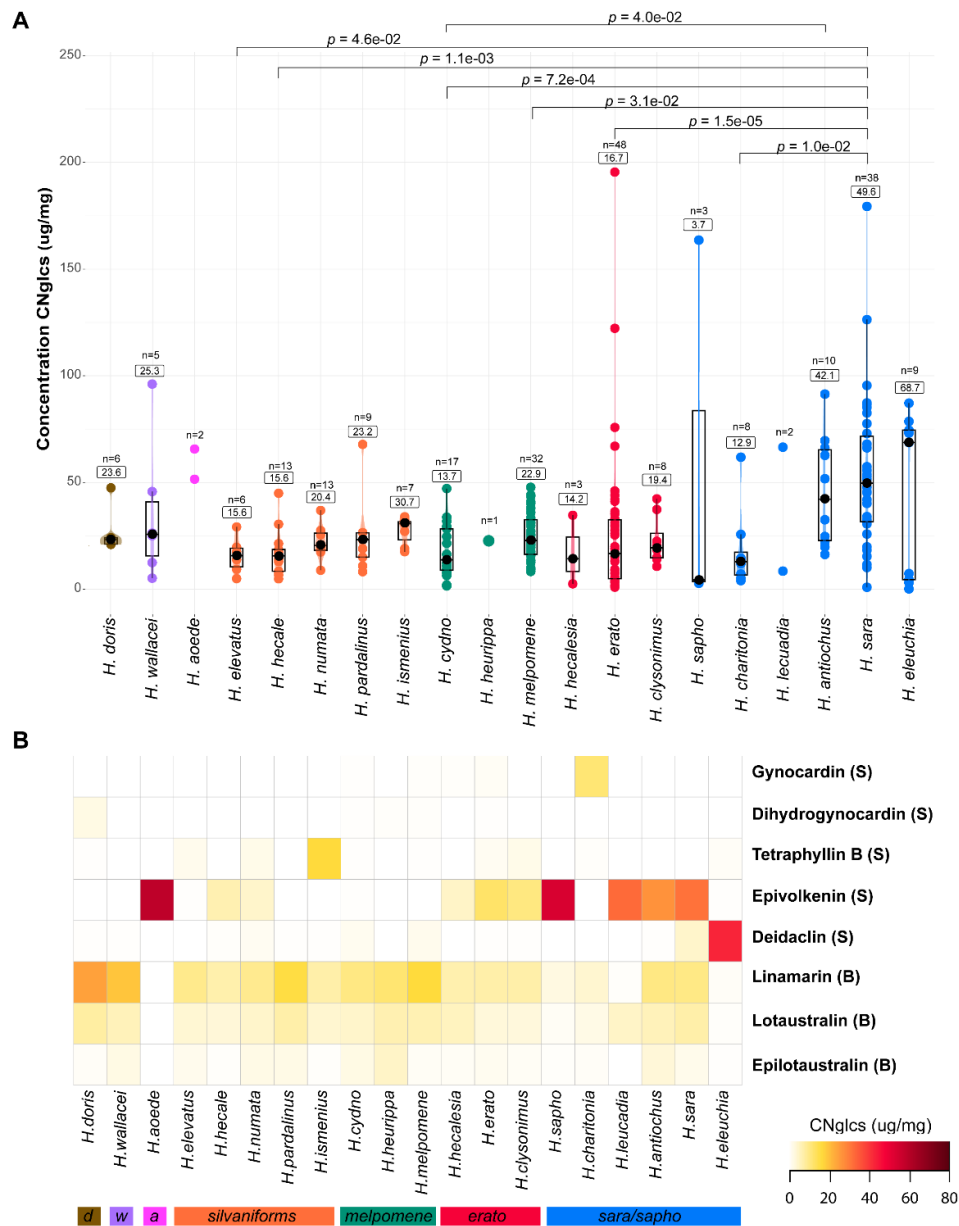 A
p = 4.0e-02
p = 4.6e-02
p = 1.1e-03
p = 7.2e-04
p = 3.1e-02
p = 1.5e-05
p = 1.0e-02
Concentration CNglcs (ug/mg)
250
200
150
100
50
0
n=6
23.6
n=5
25.3
n=2
n=6
15.6
n=13
15.6
n=13
20.4
n=9
23.2
n=7
30.7
n=17
13.7
n=1
n=32
22.9
n=3
14.2
n=48
16.7
n=8
19.4
n=3
3.7
n=8
12.9
n=2
n=10
42.1
n=38
49.6
n=9
68.7
H. doris
H. wallacei
H. aoede
H. elevatus
H. hecale
H. numata
H. pardalinus
H. ismenius
H. cydno
H. heurippa
H. melpomene
H. hecalesia
H. erato
H. clysonimus
H. sapho
H. charitonia
H. lecuadia
H. antiochus
H. sara
H. eleuchia
B
Gynocardin (S)
Dihydrogynocardin (S)
Tetraphyllin B (S)
Epivolkenin (S)
Deidaclin (S)
Linamarin (B)
Lotaustralin (B)
Epilotaustralin (B)
H.doris
H.wallacei
H.aoede
H.elevatus
H.hecale
H.numata
H.pardalinus
H.ismenius
H.cydno
H.heurippa
H.melpomene
H.hecalesia
H.erato
H.clysonimus
H.sapho
H.charitonia
H.leucadia
H.antiochus
H.sara
H.eleuchia
CNglcs (ug/mg)
0 20 40 60 80
d w a silvaniforms melpomene erato sara/sapho